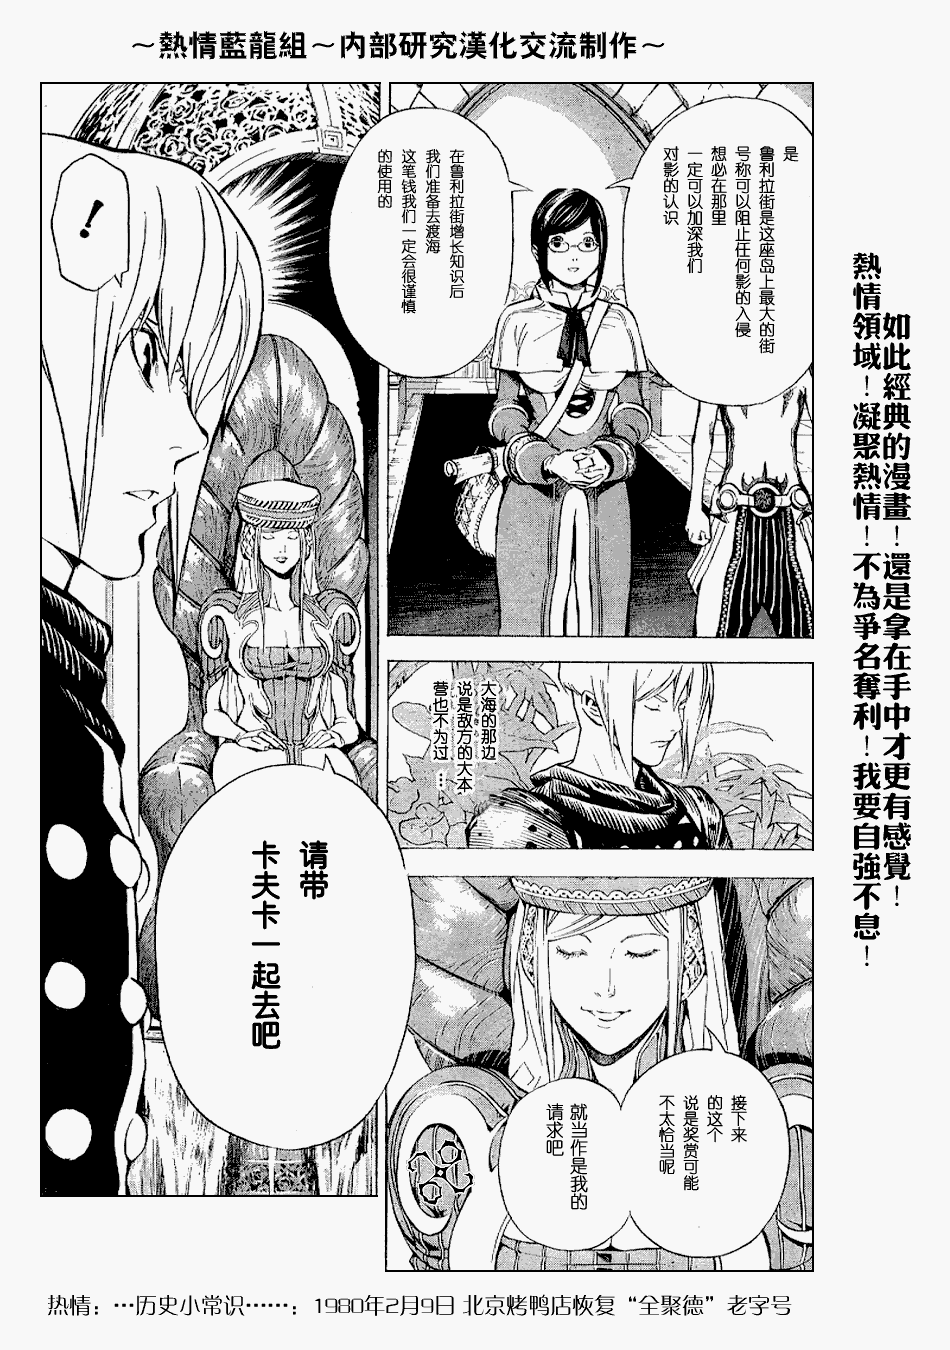 ～熱情藍龍組～内部研究漢化交流制作～
是
鲁利拉街是这座岛上最大的街
号称可以阻止任何影的入侵
想必在那里
一定可以加深我们
对影的认识
在鲁利拉街增长知识后
我们准备去渡海
这笔钱我们一定会很谨慎
的使用的
！
大海的那边
说是敌方的大本
营也不为过
…
接下来
的这个
说是奖赏可能
不太恰当呢
就当作是我的
请求吧
请带
卡夫卡一起去吧
如此經典的漫畫！還是拿在手中才更有感覺！
熱情領域！凝聚熱情！不為爭名奪利！我要自強不息！
热情：…历史小常识……：1980年2月9日 北京烤鸭店恢复“全聚德”老字号